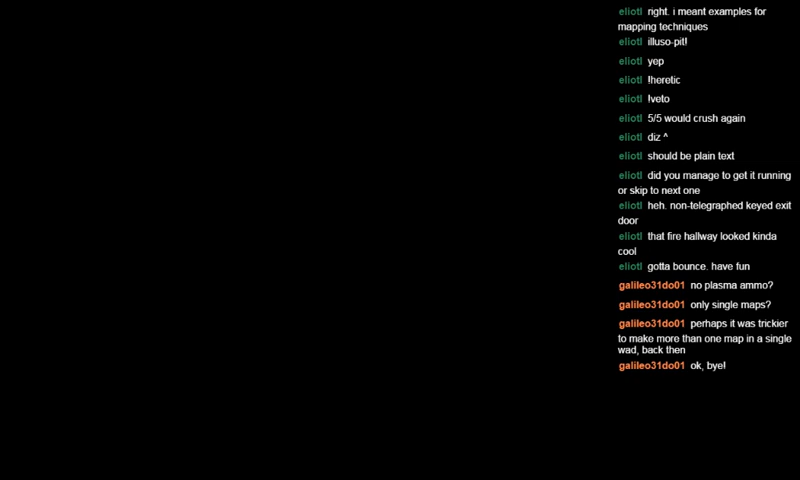 eliotl right. i meant examples for
mapping techniques
eliotl illuso-pit!
eliotl yep
eliotl !heretic
eliotl !veto
eliotl 5/5 would crush again
eliotl diz ^
eliotl should be plain text
eliotl did you manage to get it running
or skip to next one
eliotl heh. non-telegraphed keyed exit
door
eliotl that fire hallway looked kinda
cool
eliotl gotta bounce. have fun
galileo31do01 no plasma ammo?
galileo31do01 only single maps?
galileo31do01 perhaps it was trickier
to make more than one map in a single
wad, back then
galileo31do01 ok, bye!